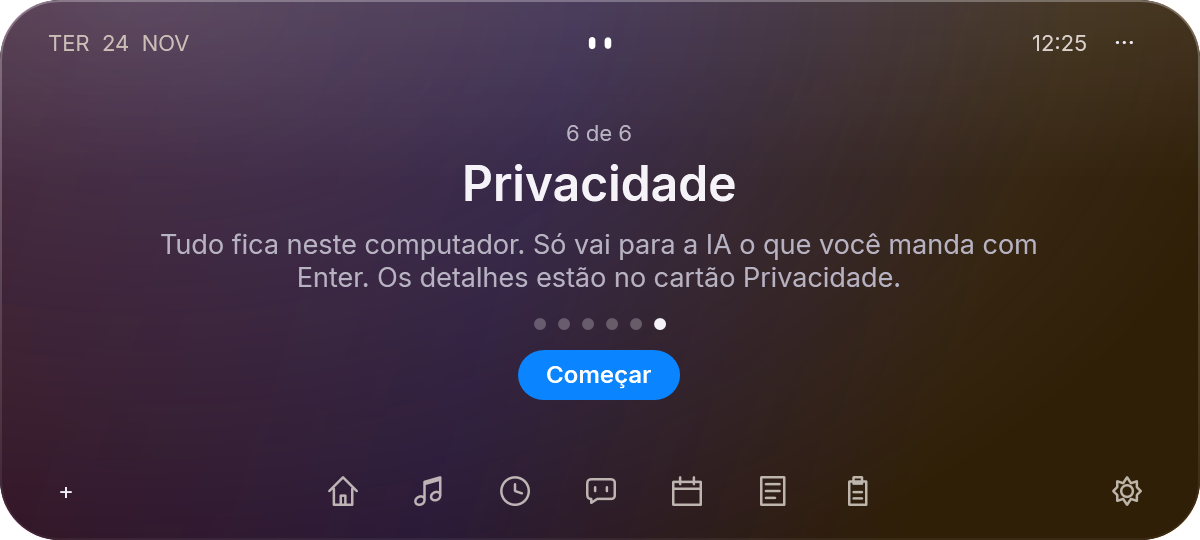 TER 24 NOV
12:25
6 de 6
Privacidade
Tudo fica neste computador. Só vai para a IA o que você manda com
Enter. Os detalhes estão no cartão Privacidade.
Começar